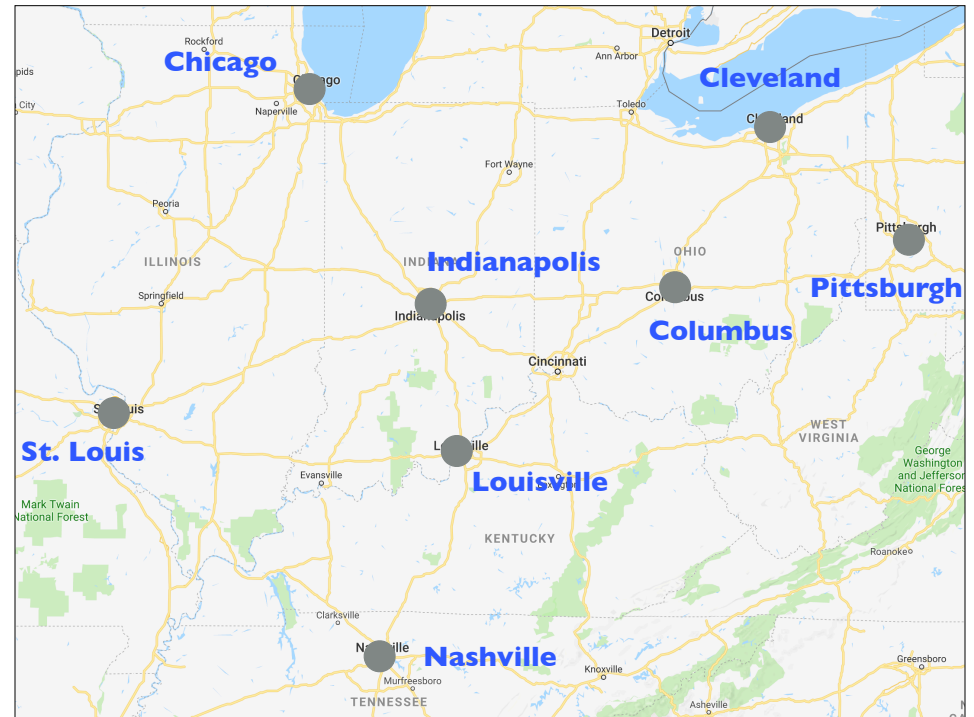 Detroit
Rockford
Chicago
Ann Arbor
Cleveland
Naperville
Toledo
Fort Wayne
Peoria
OHIO
ILLINOIS
Indianapolis
Pittsburgh
Springfield
Columbus
Indianapolis
Cincinnati
WEST
VIRGINIA
St. Louis
George
Washington
and Jefferson
National Forest
Evansville
Louisville
Mark Twain
National Forest
KENTUCKY
Roanoke
Clarksville
Nashville
Greensboro
Knoxville
Murfreesboro
TENNESSEE
Asheville